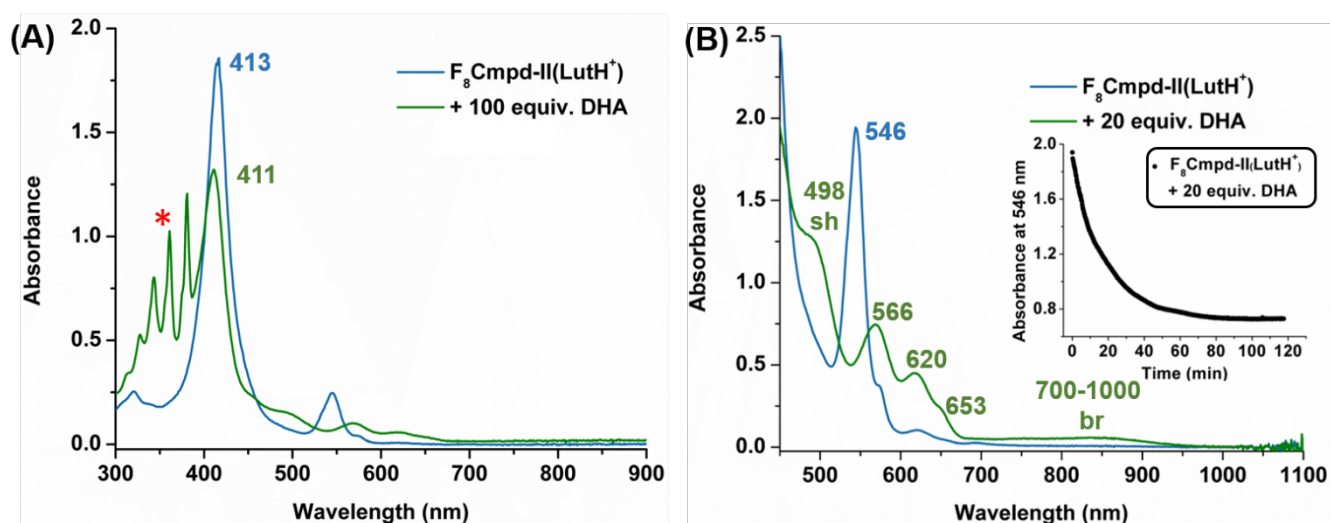 (A)
2.0
1.5
1.0
0.5
0.0
Absorbance
413
411
*
F₈Cmpd-II(LutH⁺)
+ 100 equiv. DHA
300 400 500 600 700 800 900
Wavelength (nm)
(B)
2.5
2.0
1.5
1.0
0.5
0.0
Absorbance
F₈Cmpd-II(LutH⁺)
+ 20 equiv. DHA
546
498
sh
566
620
653
700-1000
br
500 600 700 800 900 1000 1100
Wavelength (nm)
2.0
1.6
1.2
0.8
Absorbance at 546 nm
F₈Cmpd-II(LutH⁺)
+ 20 equiv. DHA
0 20 40 60 80 100 120
Time (min)